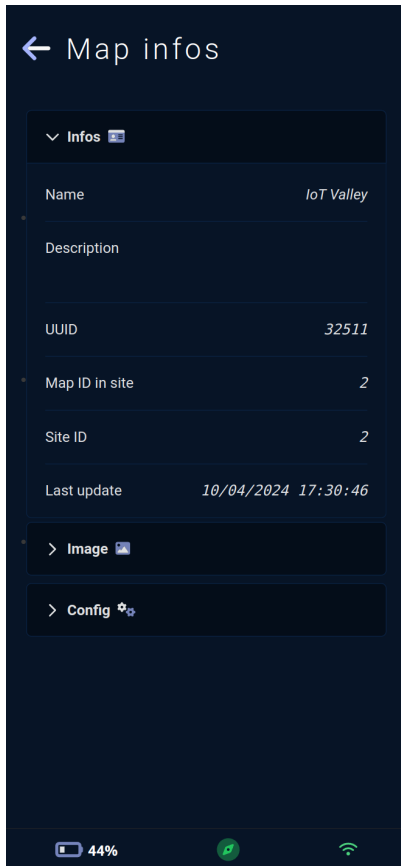 Map infos
Infos
Name IoT Valley
Description
UUID 32511
Map ID in site 2
Site ID 2
Last update 10/04/2024 17:30:46
Image
Config
44%